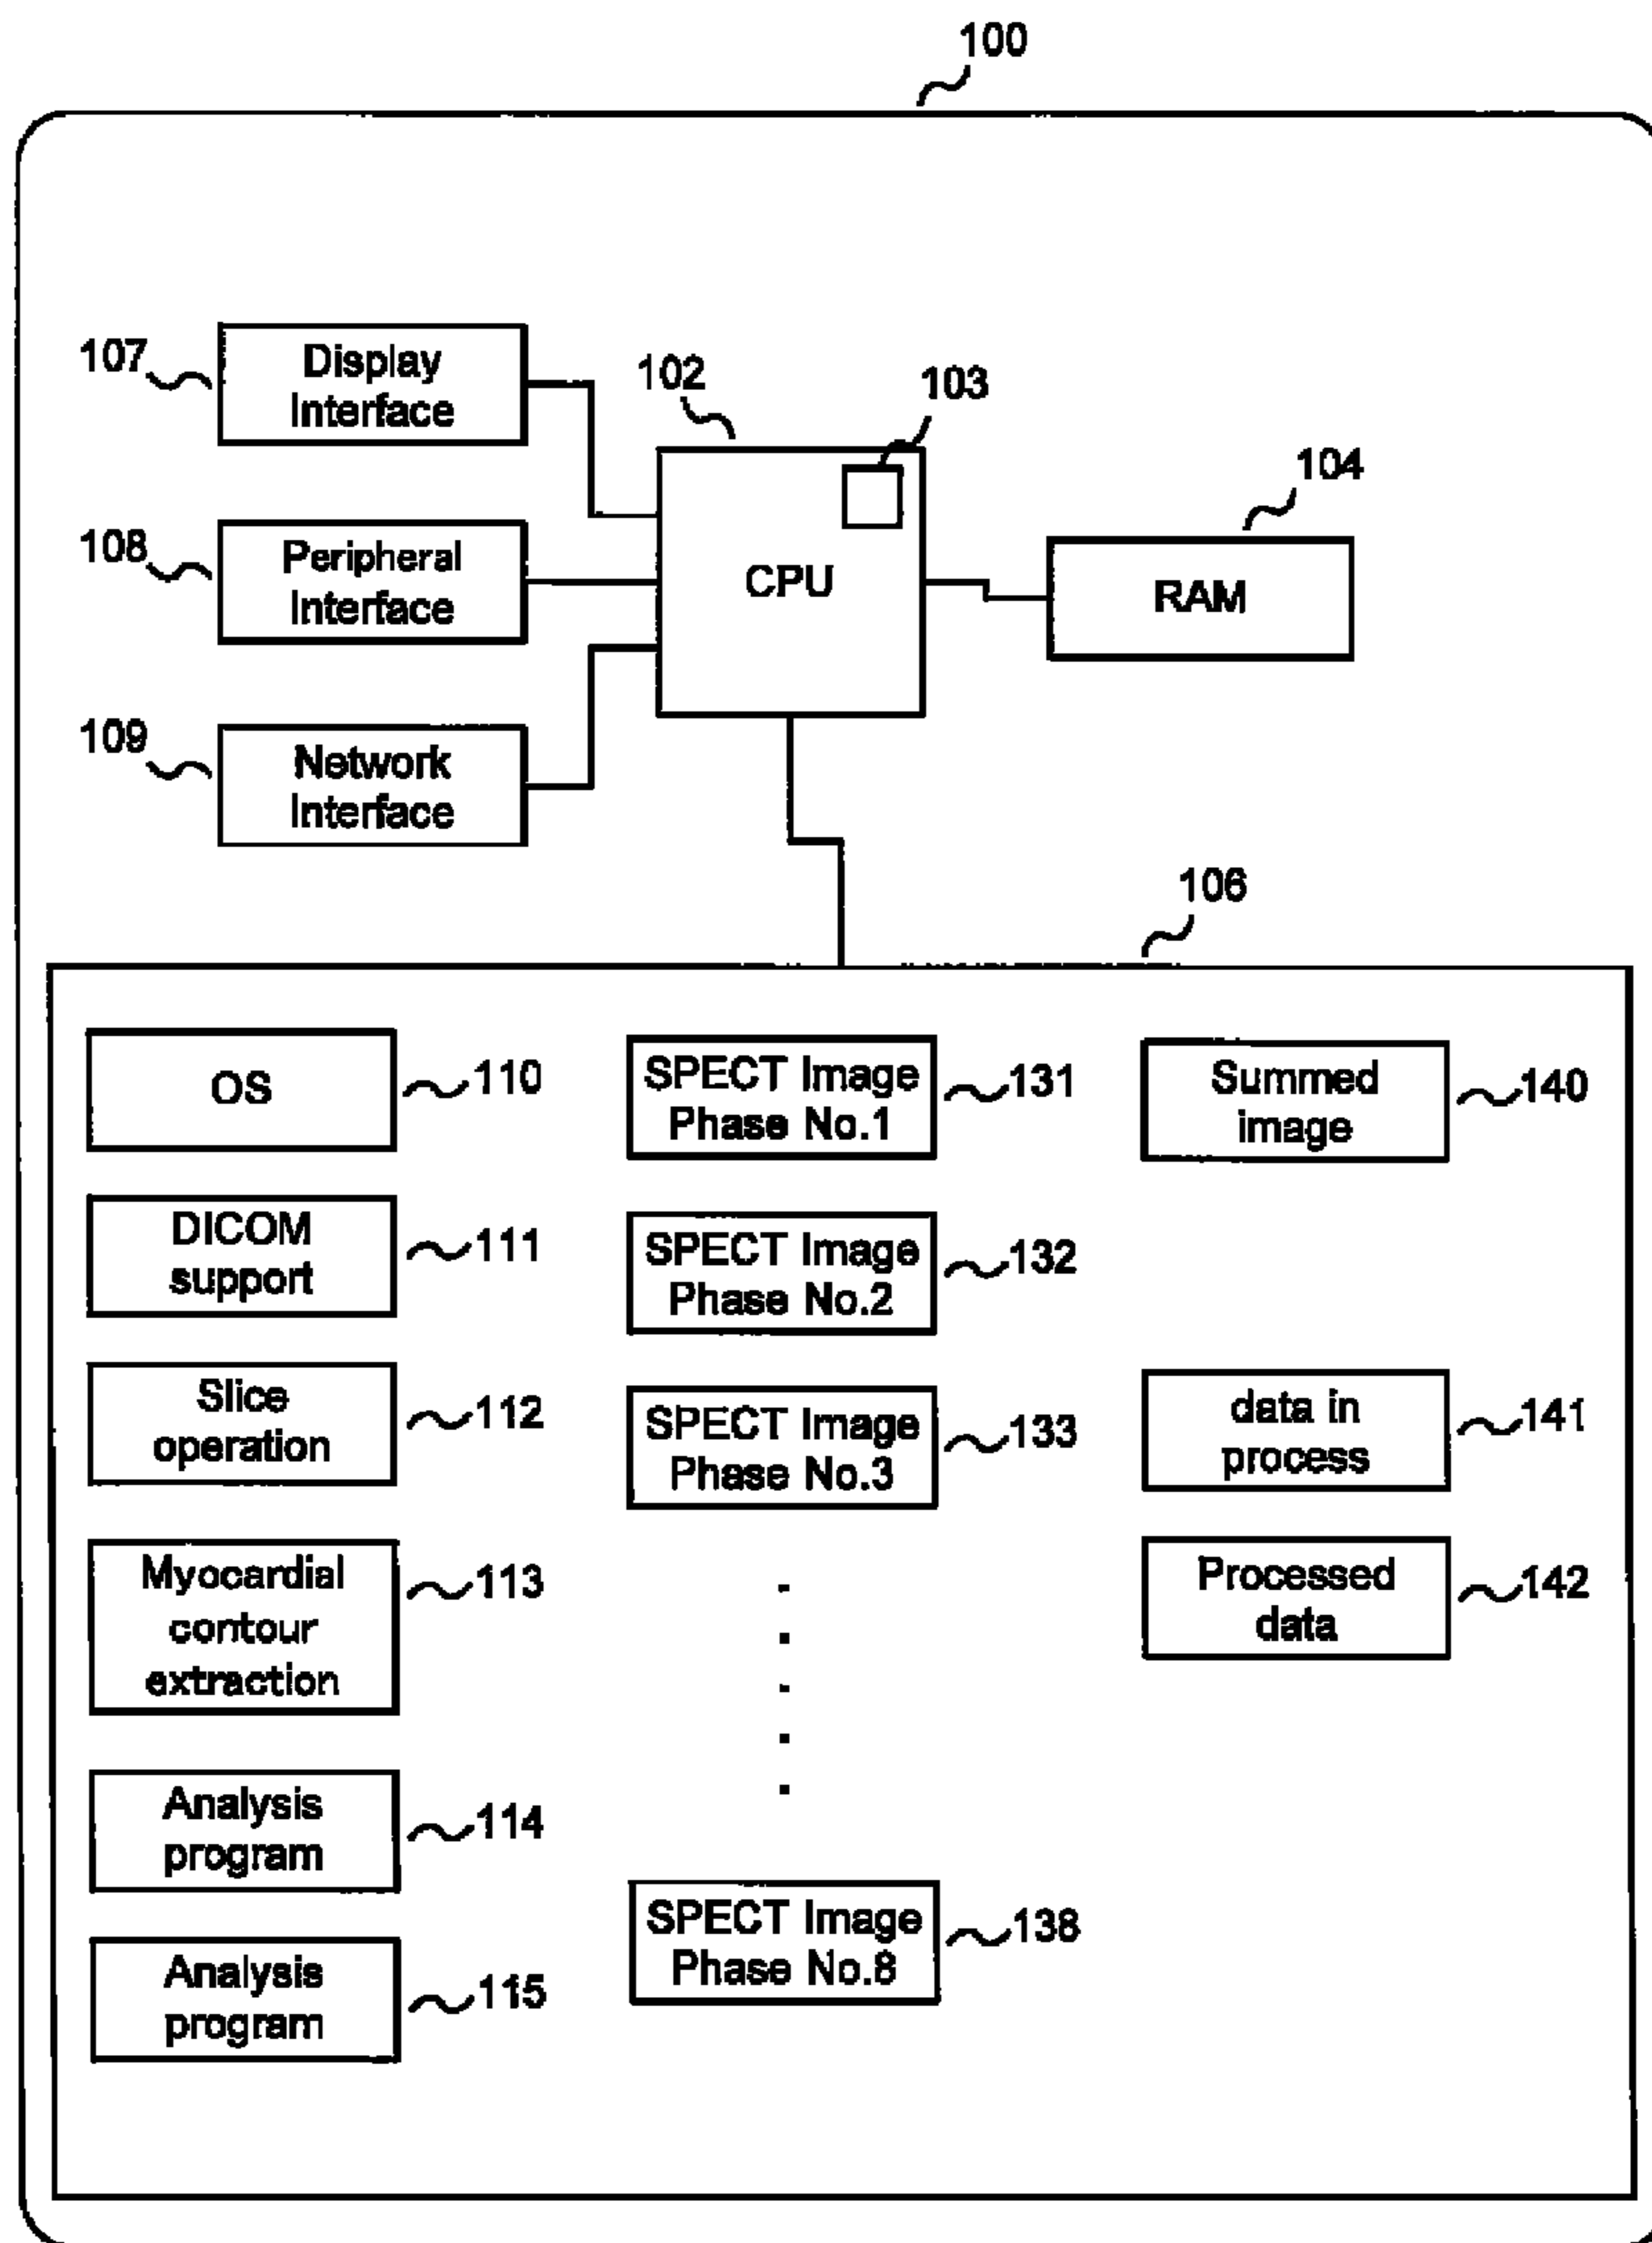 100
107
Display
Interface
102
103
104
108
Peripheral
Interface
CPU
RAM
109
Network
Interface
106
OS
110
DICOM
support
111
Slice
operation
112
Myocardial
contour
extraction
113
Analysis
program
114
Analysis
program
115
SPECT Image
Phase No.1
131
SPECT Image
Phase No.2
132
SPECT Image
Phase No.3
133
SPECT Image
Phase No.8
138
Summed
image
140
data in
process
141
Processed
data
142